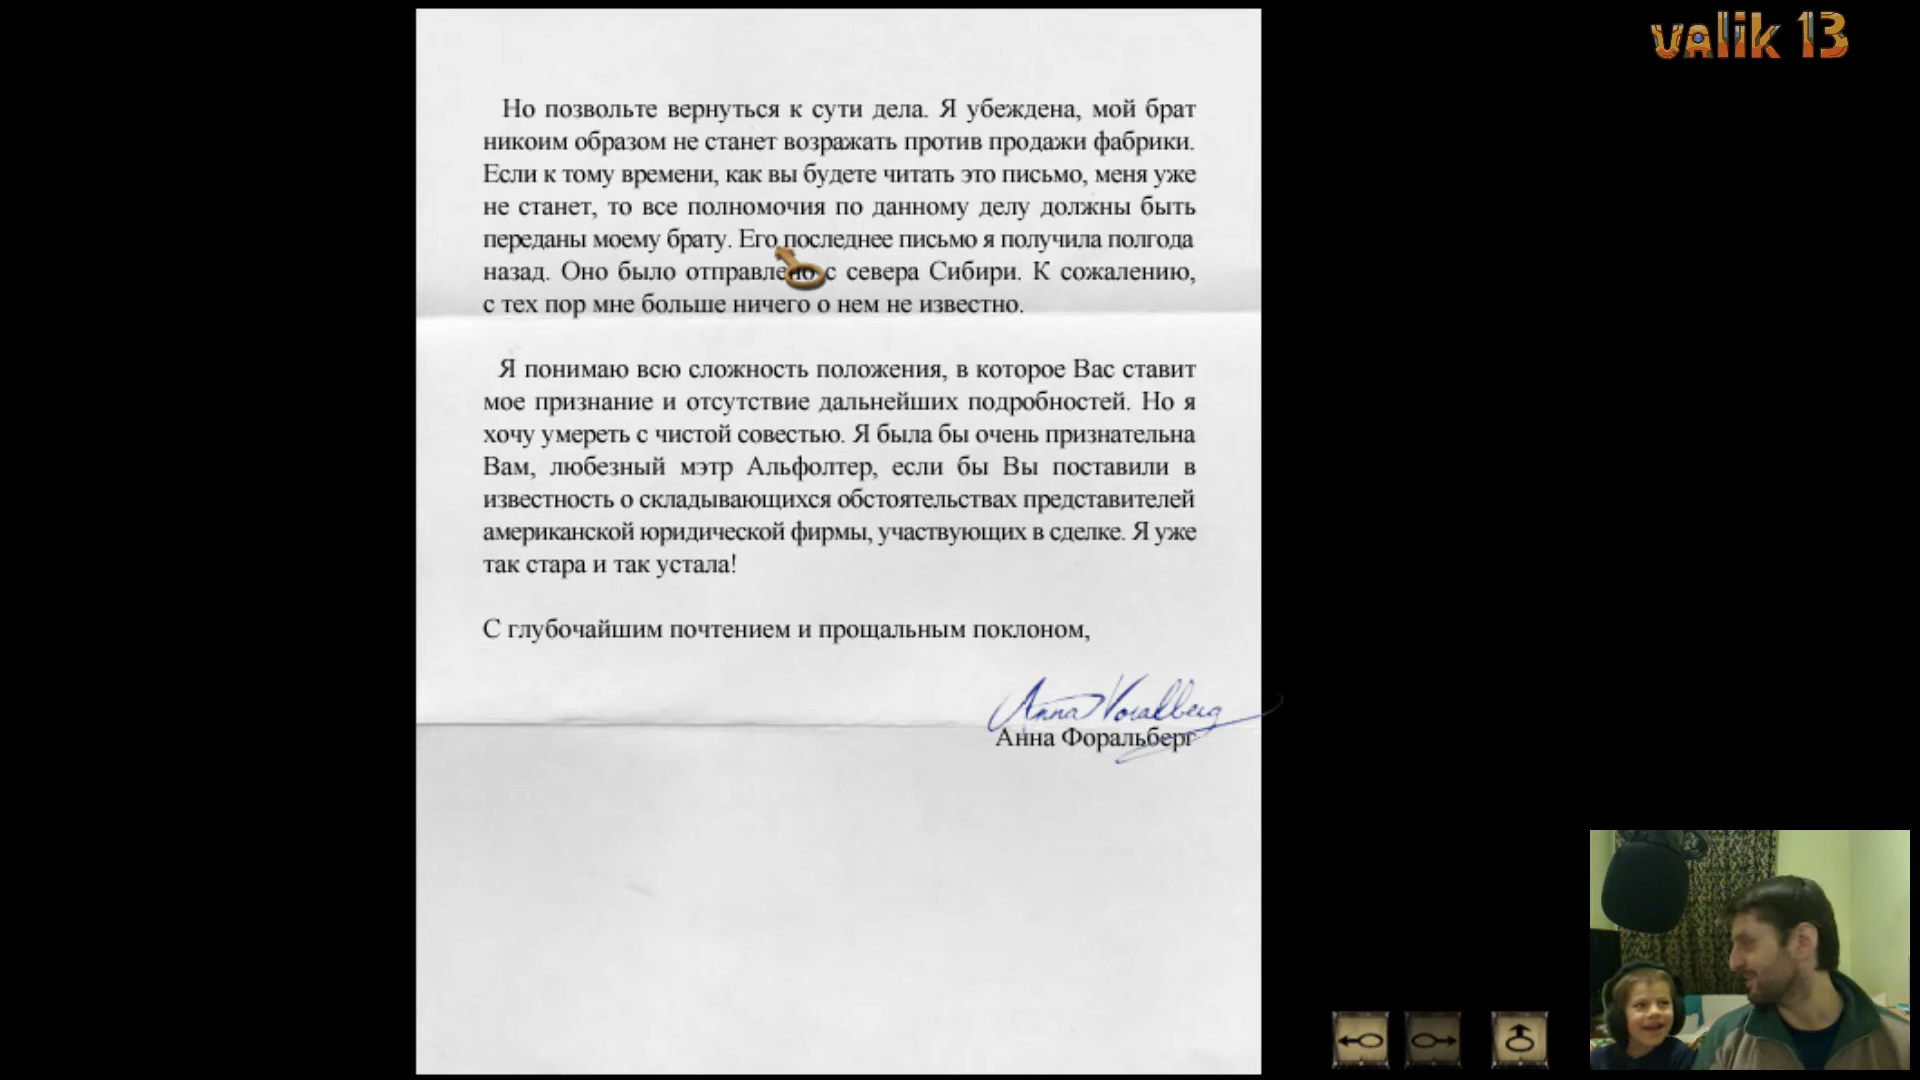 valik 13
Но позвольте вернуться к сути дела. Я убеждена, мой брат
никоим образом не станет возражать против продажи фабрики.
Если к тому времени, как вы будете читать это письмо, меня уже
не станет, то все полномочия по данному делу должны быть
переданы моему брату. Его последнее письмо я получила полгода
назад. Оно было отправлено с севера Сибири. К сожалению,
с тех пор мне больше ничего о нем не известно.
Я понимаю всю сложность положения, в которое Вас ставит
мое признание и отсутствие дальнейших подробностей. Но я
хочу умереть с чистой совестью. Я была бы очень признательна
Вам, любезный мэтр Альфолтер, если бы Вы поставили в
известность о складывающихся обстоятельствах представителей
американской юридической фирмы, участвующих в сделке. Я уже
так стара и так устала!
С глубочайшим почтением и прощальным поклоном,
Anna Voralberg
Анна Форальберг